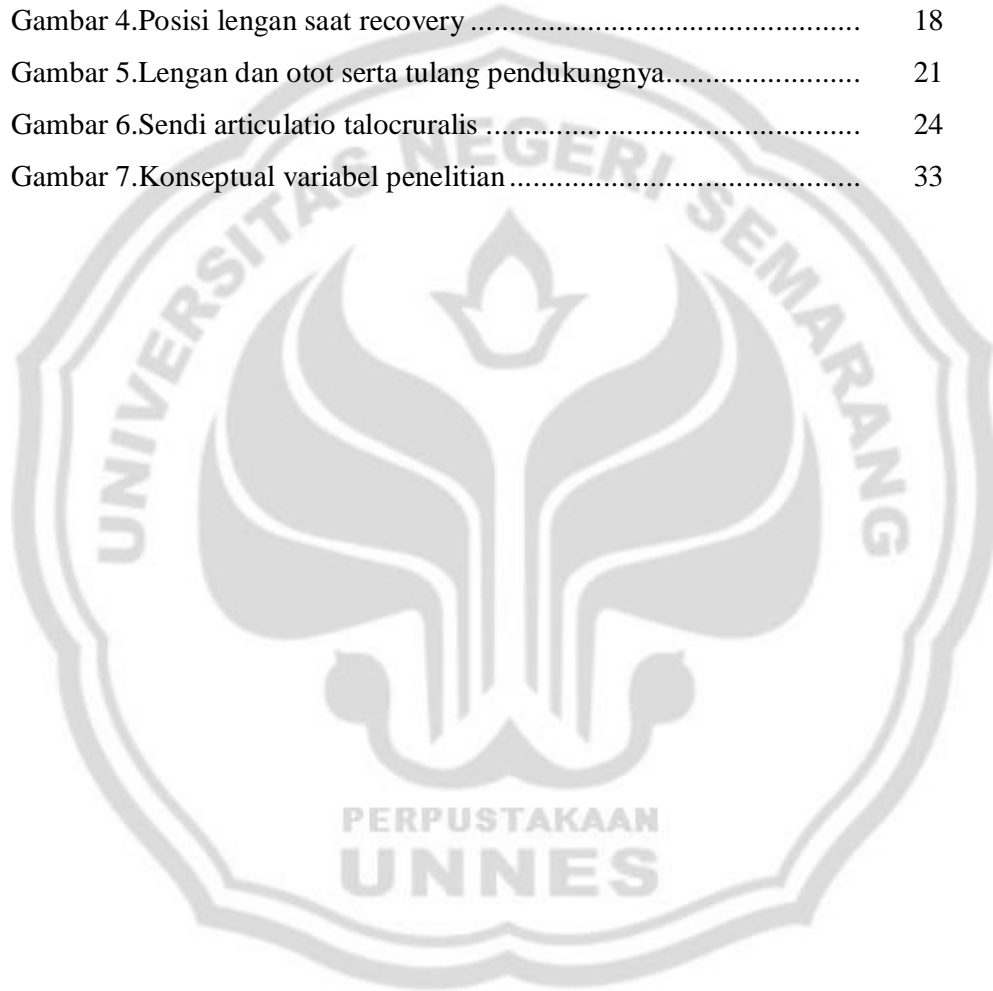 Gambar 4.Posisi lengan saat recovery ................................................ 18
Gambar 5.Lengan dan otot serta tulang pendukungnya........................ 21
Gambar 6.Sendi articulatio talocruralis .............................................. 24
Gambar 7.Konseptual variabel penelitian ........................................... 33
UNIVERSITAS NEGERI SEMARANG
PERPUSTAKAAN
UNNES